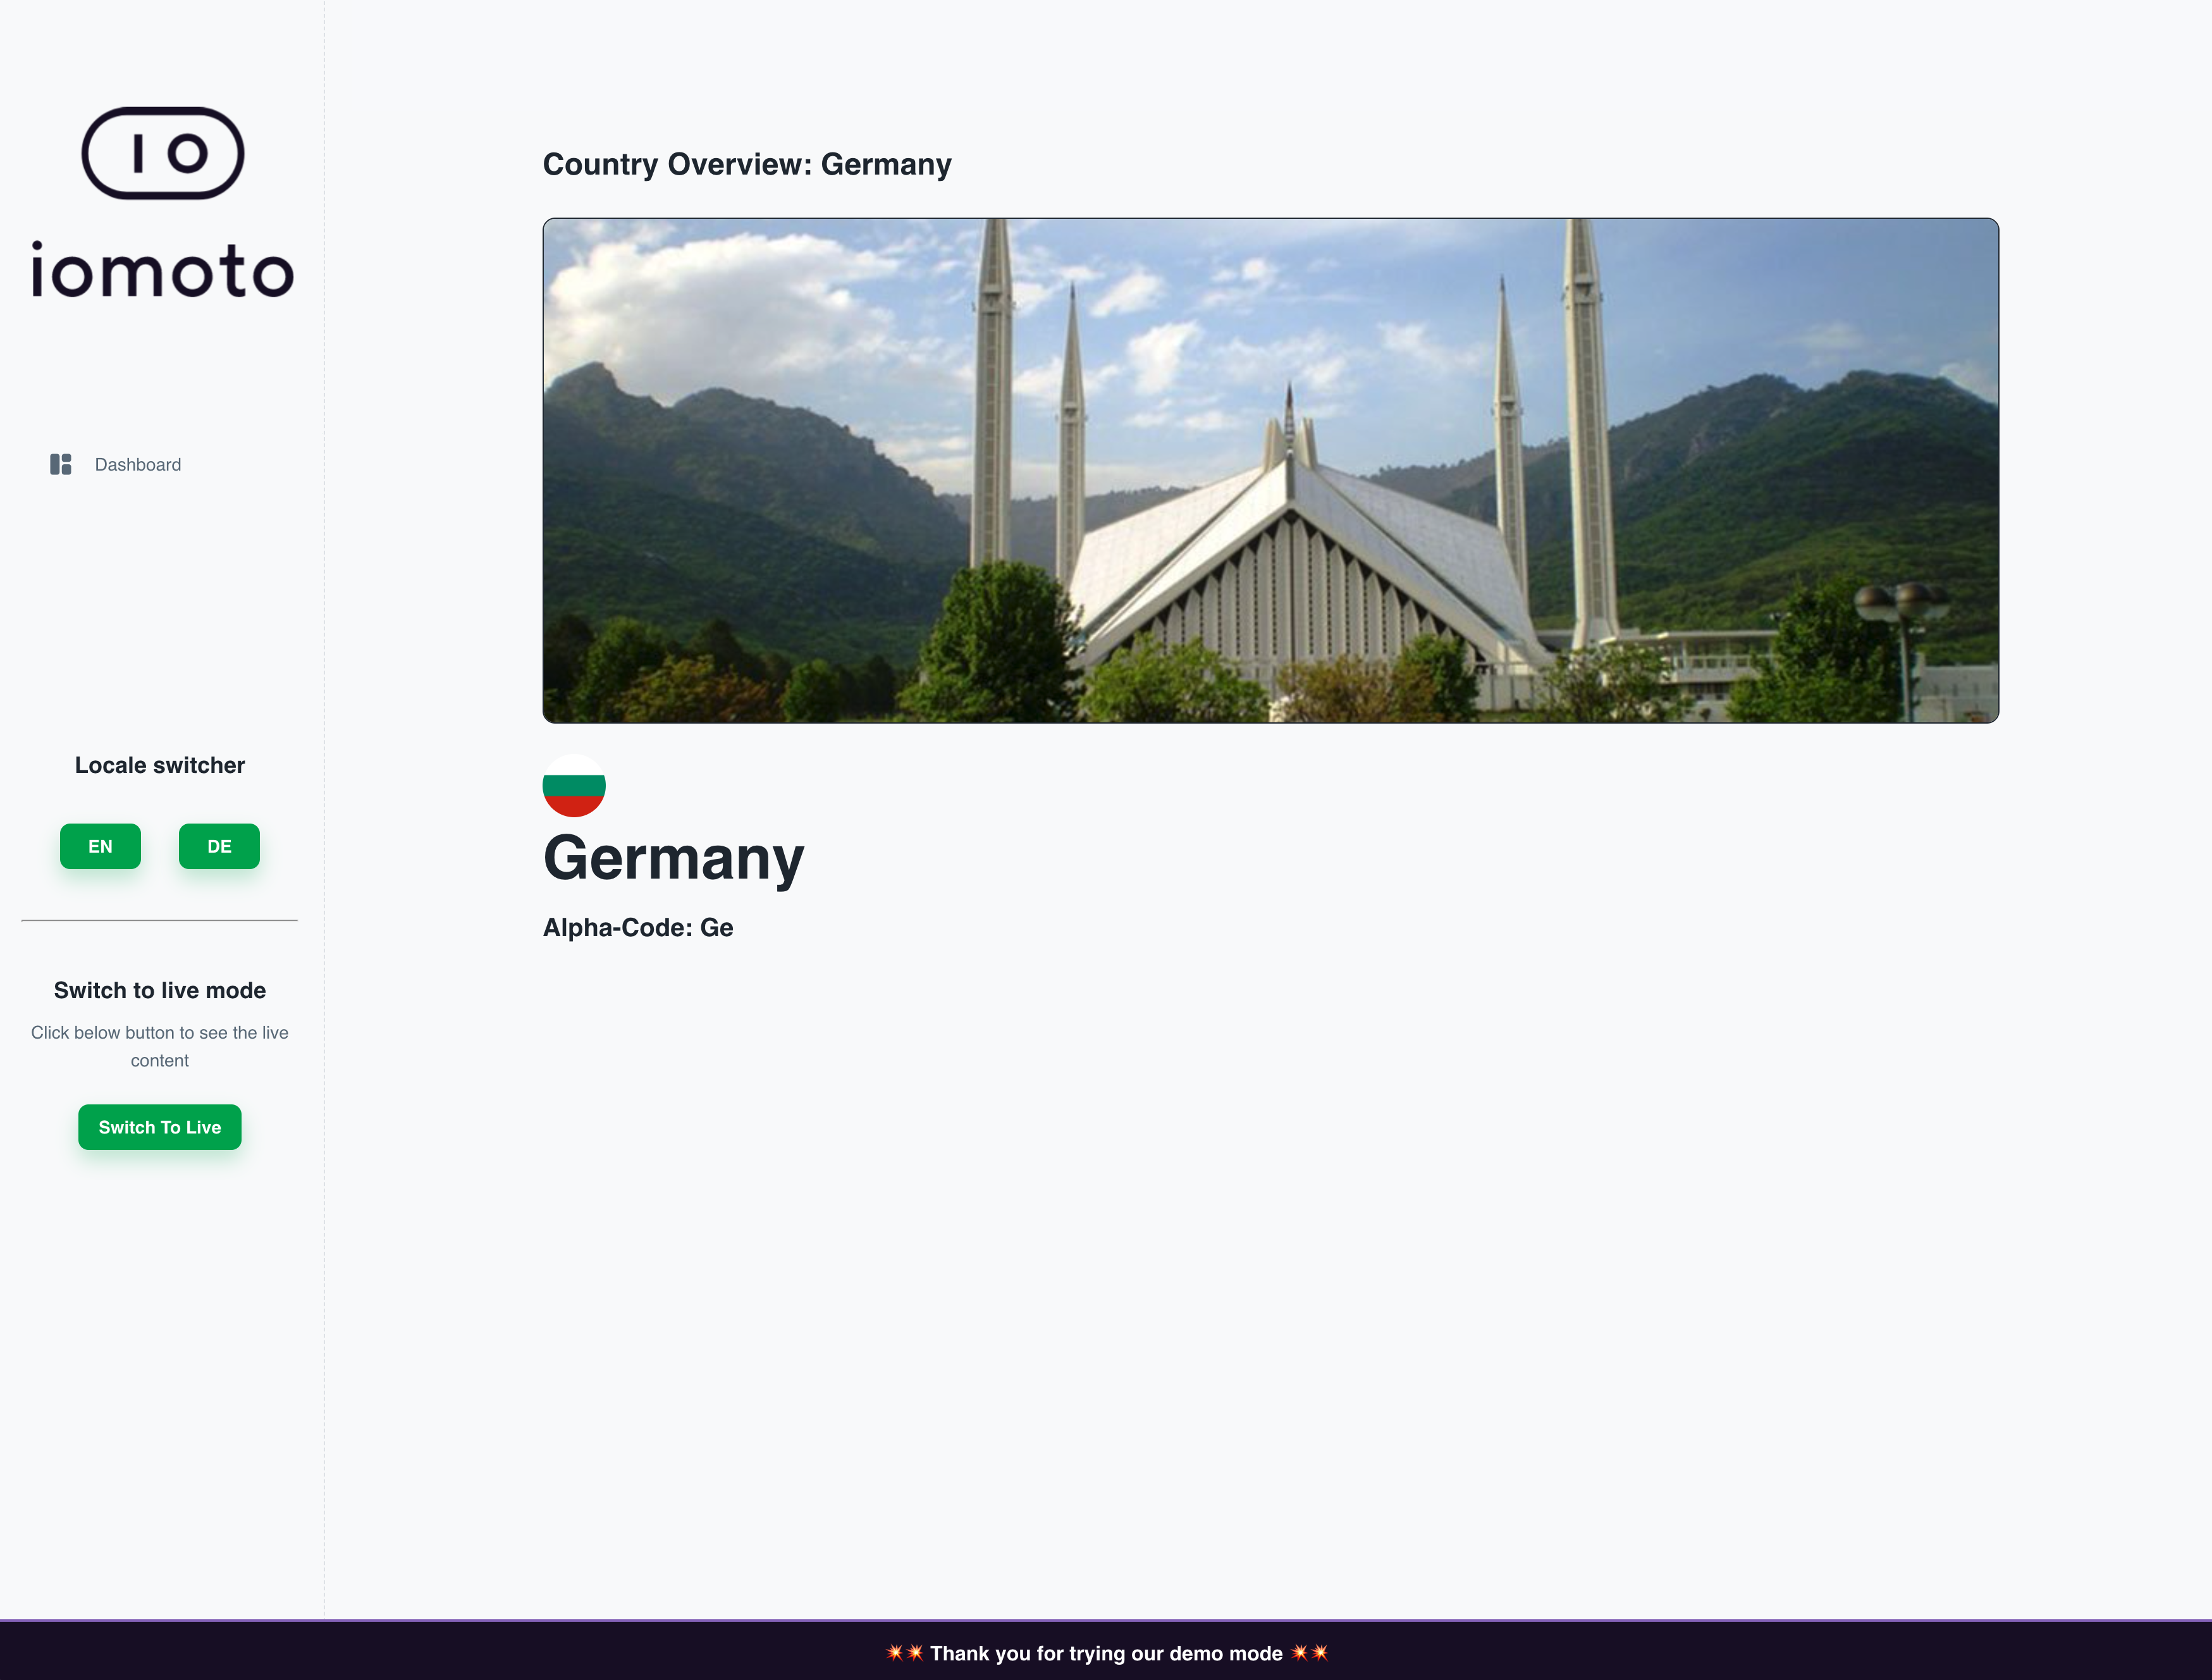 IO
iomoto
Dashboard
Locale switcher
EN
DE
Switch to live mode
Click below button to see the live
content
Switch To Live
Country Overview: Germany
Germany
Alpha-Code: Ge
💥💥 Thank you for trying our demo mode 💥💥